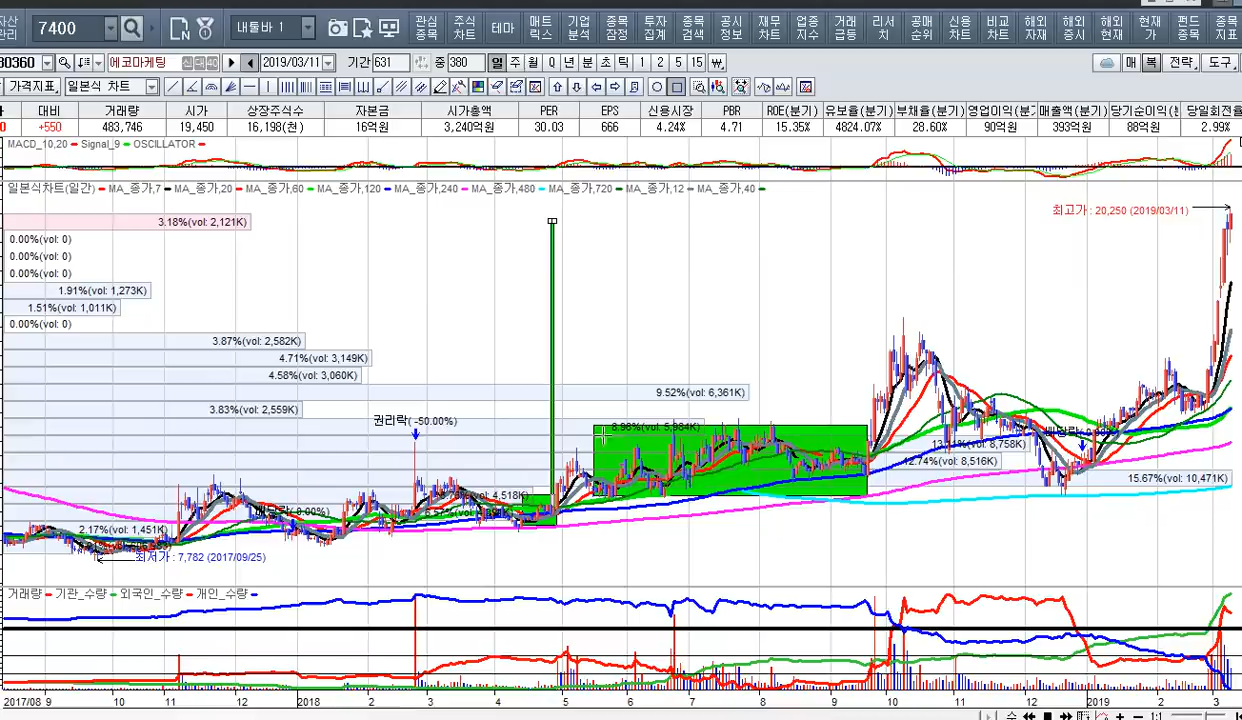 자산 관리 7400 내툴바 1 관심 종목 주식 차트 테마 매트 릭스 기업 분석 종목 잠정 투자 집계 종목 검색 공시 정보 재무 차트 업종 지수 거래 급등 리서 치 공매 순위 신용 차트 비교 차트 해외 자재 해외 증시 해외 현재 현재 가 펀드 종목 종목 지표
30360 에코마케팅 2019/03/11 기간 631 중 380 일 주 월 Q 년 분 초 틱 1 2 5 15 매 복 전략 도구
가격지표 일본식 차트
대비 거래량 시가 상장주식수 자본금 시가총액 PER EPS 신용시장 PBR ROE(분기) 유보율(분기) 부채율(분기) 영업이익(분기 매출액(분기) 당기순이익( 당일회전율
0 +550 483,746 19,450 16,198(천) 16억원 3,240억원 30.03 666 4.24% 4.71 15.35% 4824.07% 28.60% 90억원 393억원 88억원 2.99%
MACD_10,20 Signal_9 OSCILLATOR
일본식차트(일간) MA_종가,7 MA_종가,20 MA_종가,60 MA_종가,120 MA_종가,240 MA_종가,480 MA_종가,720 MA_종가,12 MA_종가,40
최고가 : 20,250 (2019/03/11)
3.18%(vol: 2,121K)
0.00%(vol: 0)
0.00%(vol: 0)
0.00%(vol: 0)
1.91%(vol: 1,273K)
1.51%(vol: 1,011K)
0.00%(vol: 0)
3.87%(vol: 2,582K)
4.71%(vol: 3,149K)
4.58%(vol: 3,060K)
9.52%(vol: 6,361K)
3.83%(vol: 2,559K)
권리락( -50.00%)
8.96%(vol: 5,984K)
배당락( 0.00%)
8,758K)
12.74%(vol: 8,516K)
15.67%(vol: 10,471K)
4,518K)
배당락( 0.00%)
2.17%(vol: 1,451K)
최저가 : 7,782 (2017/09/25)
거래량 기관_수량 외국인_수량 개인_수량
2017/08 9 10 11 12 2018 2 3 4 5 6 7 8 9 10 11 12 2019 2 3
1:1